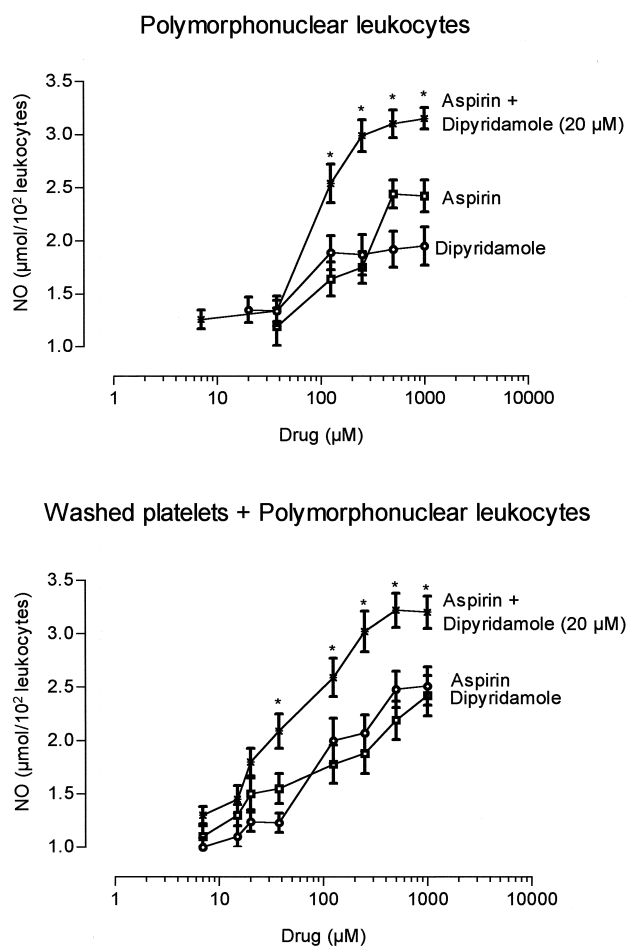 Polymorphonuclear leukocytes
NO (µmol/10² leukocytes)
3.5
3.0
2.5
2.0
1.5
1.0
* * * * *
Aspirin +
Dipyridamole (20 µM)
Aspirin
Dipyridamole
1 10 100 1000 10000
Drug (µM)
Washed platelets + Polymorphonuclear leukocytes
NO (µmol/10² leukocytes)
3.5
3.0
2.5
2.0
1.5
1.0
* * * * *
Aspirin +
Dipyridamole (20 µM)
Aspirin
Dipyridamole
1 10 100 1000 10000
Drug (µM)